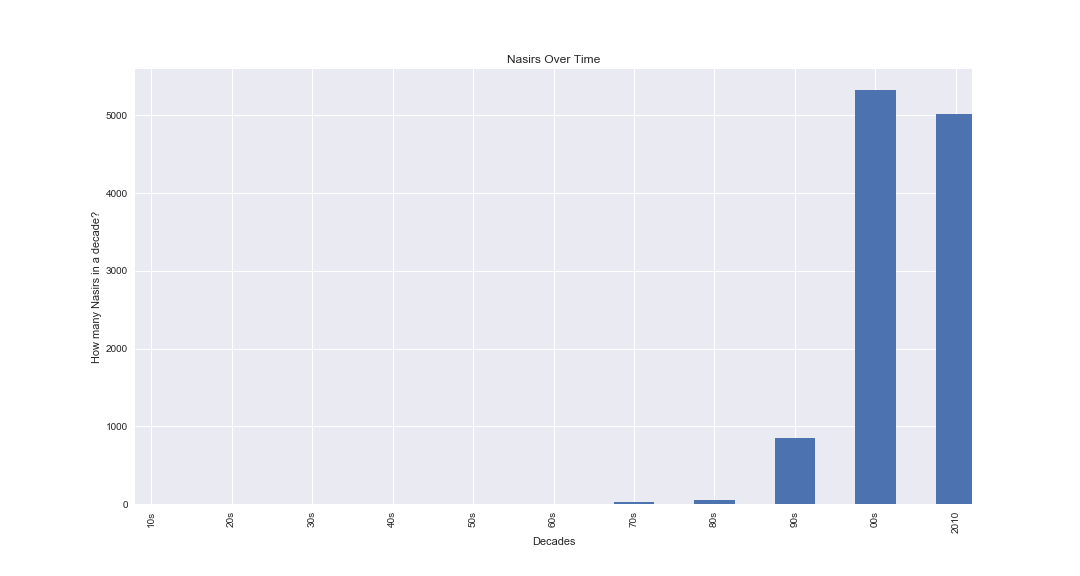 Nasirs Over Time
How many Nasirs in a decade?
5000
4000
3000
2000
1000
0
10s
20s
30s
40s
50s
60s
70s
80s
90s
00s
2010
Decades